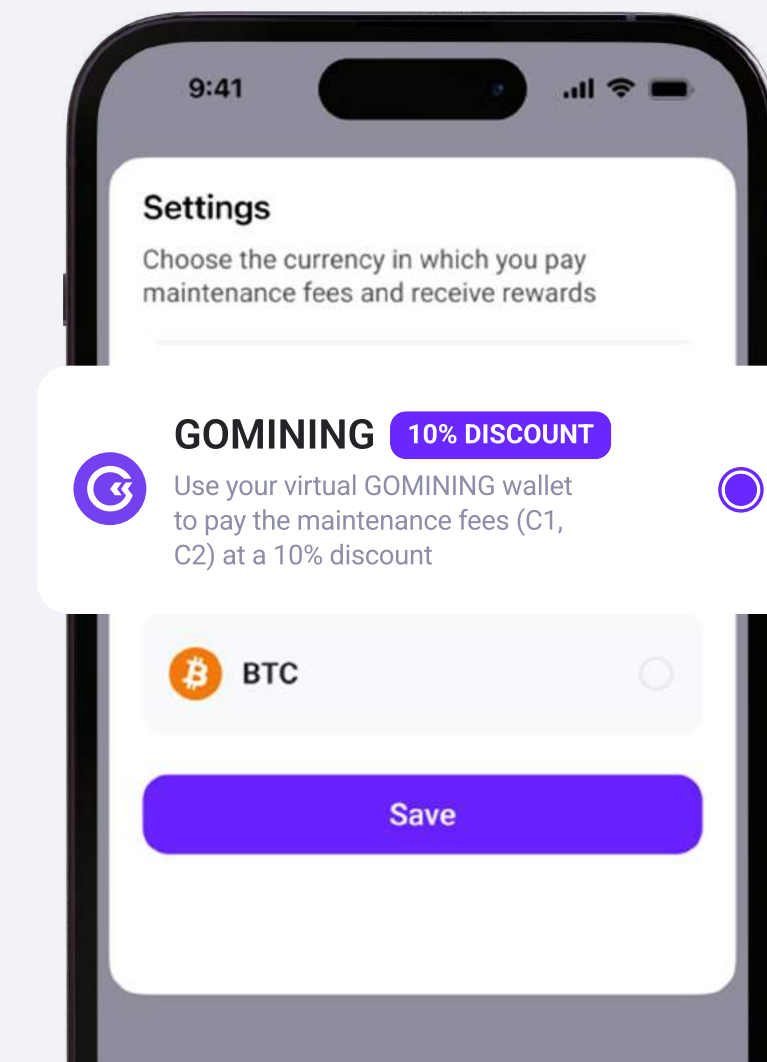 9:41
Settings
Choose the currency in which you pay
maintenance fees and receive rewards
GOMINING 10% DISCOUNT
Use your virtual GOMINING wallet
to pay the maintenance fees (C1,
C2) at a 10% discount
BTC
Save